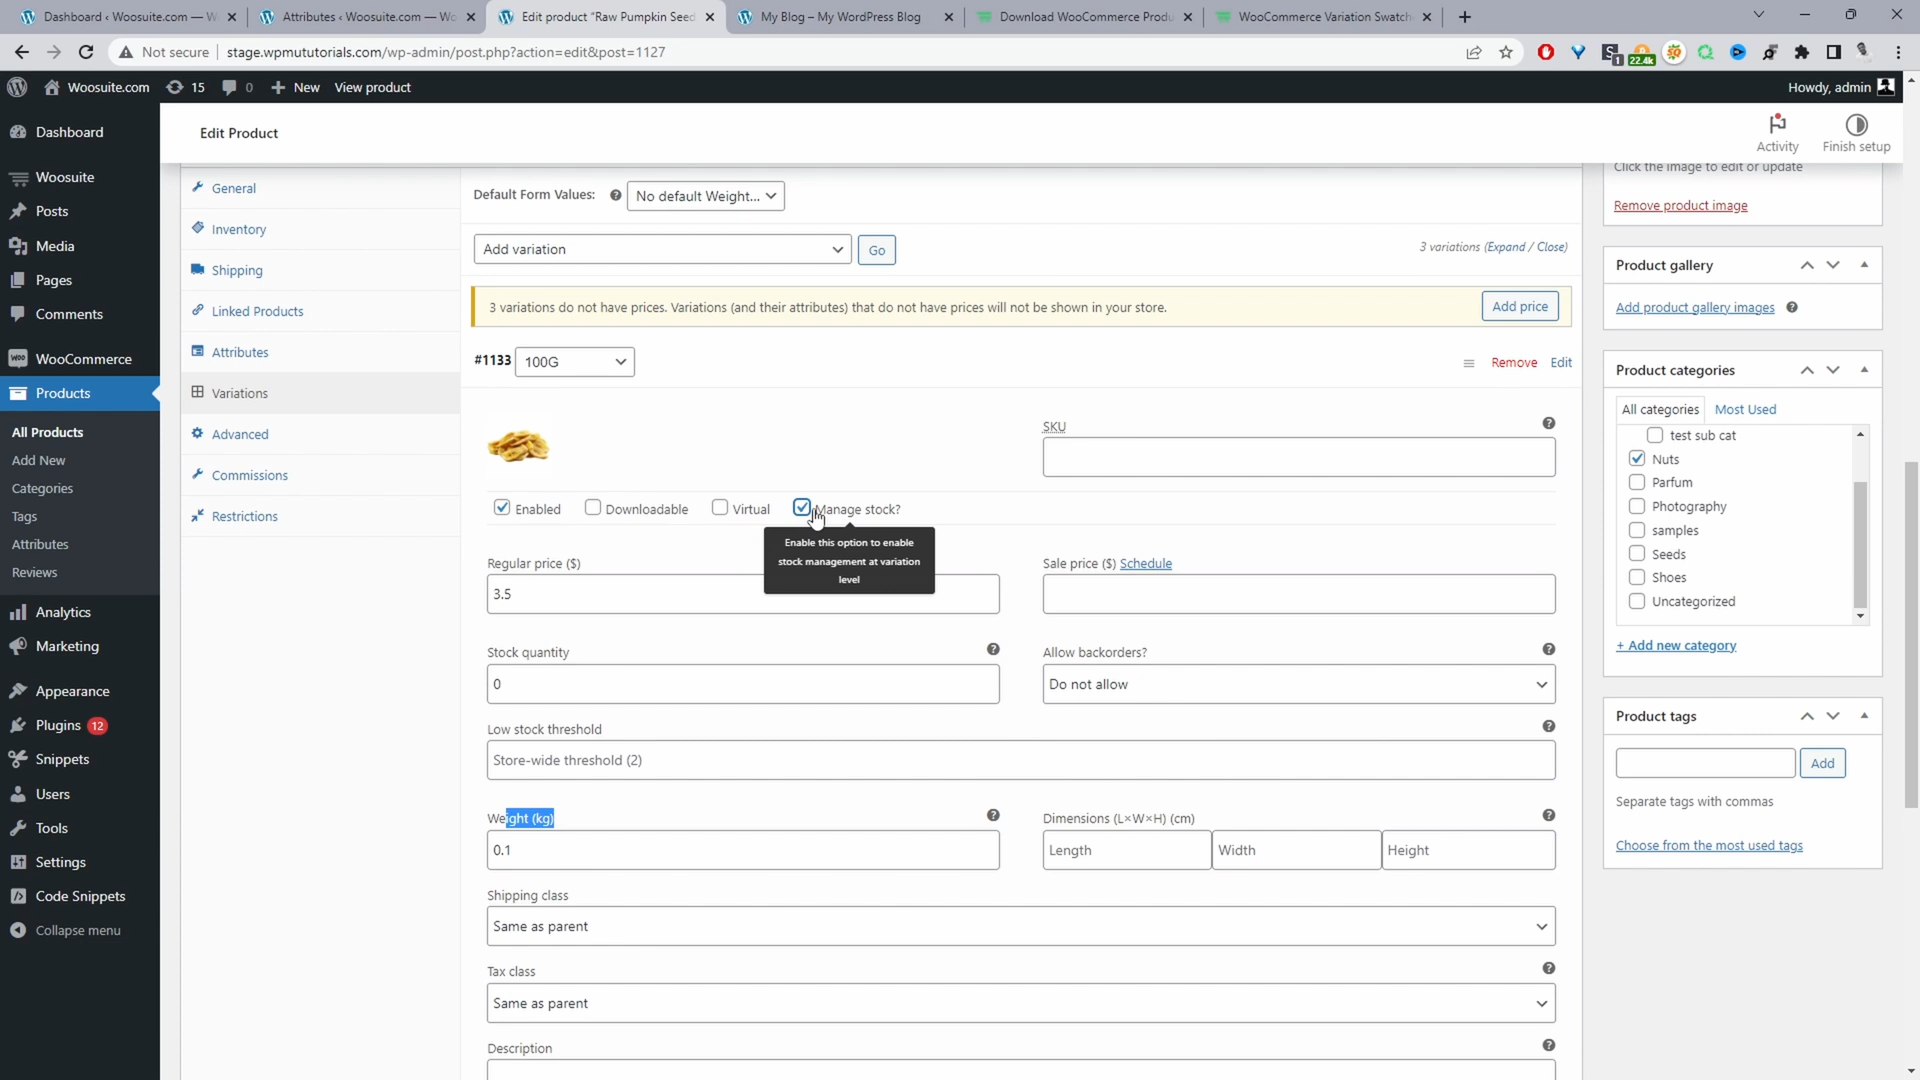 Dashboard ‹ Woosuite.com — W
Attributes ‹ Woosuite.com — Wo
Edit product "Raw Pumpkin Seed
My Blog – My WordPress Blog
Download WooCommerce Produ
WooCommerce Variation Swatch
Not secure
stage.wpmututorials.com/wp-admin/post.php?action=edit&post=1127
22.4k
Woosuite.com
15
0
New
View product
Howdy, admin
Edit Product
Activity
Finish setup
Dashboard
Woosuite
Posts
Media
Pages
Comments
WooCommerce
Products
All Products
Add New
Categories
Tags
Attributes
Reviews
Analytics
Marketing
Appearance
Plugins 12
Snippets
Users
Tools
Settings
Code Snippets
Collapse menu
General
Inventory
Shipping
Linked Products
Attributes
Variations
Advanced
Commissions
Restrictions
Default Form Values:
No default Weight...
Add variation
Go
3 variations (Expand / Close)
3 variations do not have prices. Variations (and their attributes) that do not have prices will not be shown in your store.
Add price
#1133
100G
Remove
Edit
SKU
Enabled
Downloadable
Virtual
Manage stock?
Enable this option to enable
stock management at variation
level
Regular price ($)
3.5
Sale price ($) Schedule
Stock quantity
0
Allow backorders?
Do not allow
Low stock threshold
Store-wide threshold (2)
Weight (kg)
0.1
Dimensions (L×W×H) (cm)
Length
Width
Height
Shipping class
Same as parent
Tax class
Same as parent
Description
Click the image to edit or update
Remove product image
Product gallery
Add product gallery images
Product categories
All categories
Most Used
test sub cat
Nuts
Parfum
Photography
samples
Seeds
Shoes
Uncategorized
+ Add new category
Product tags
Add
Separate tags with commas
Choose from the most used tags